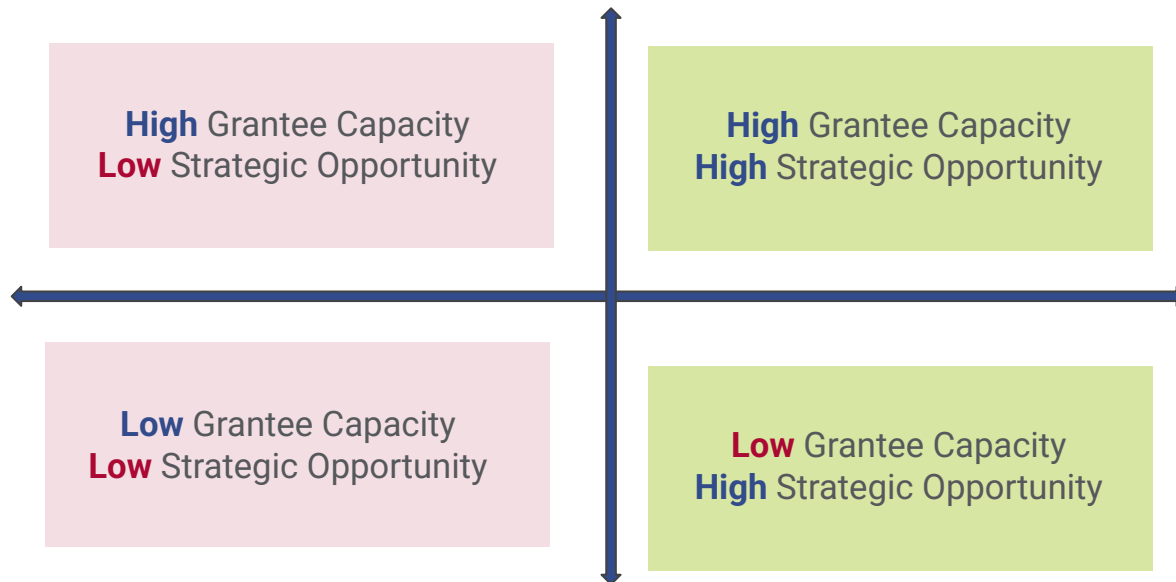 High Grantee Capacity
Low Strategic Opportunity
High Grantee Capacity
High Strategic Opportunity
Low Grantee Capacity
Low Strategic Opportunity
Low Grantee Capacity
High Strategic Opportunity